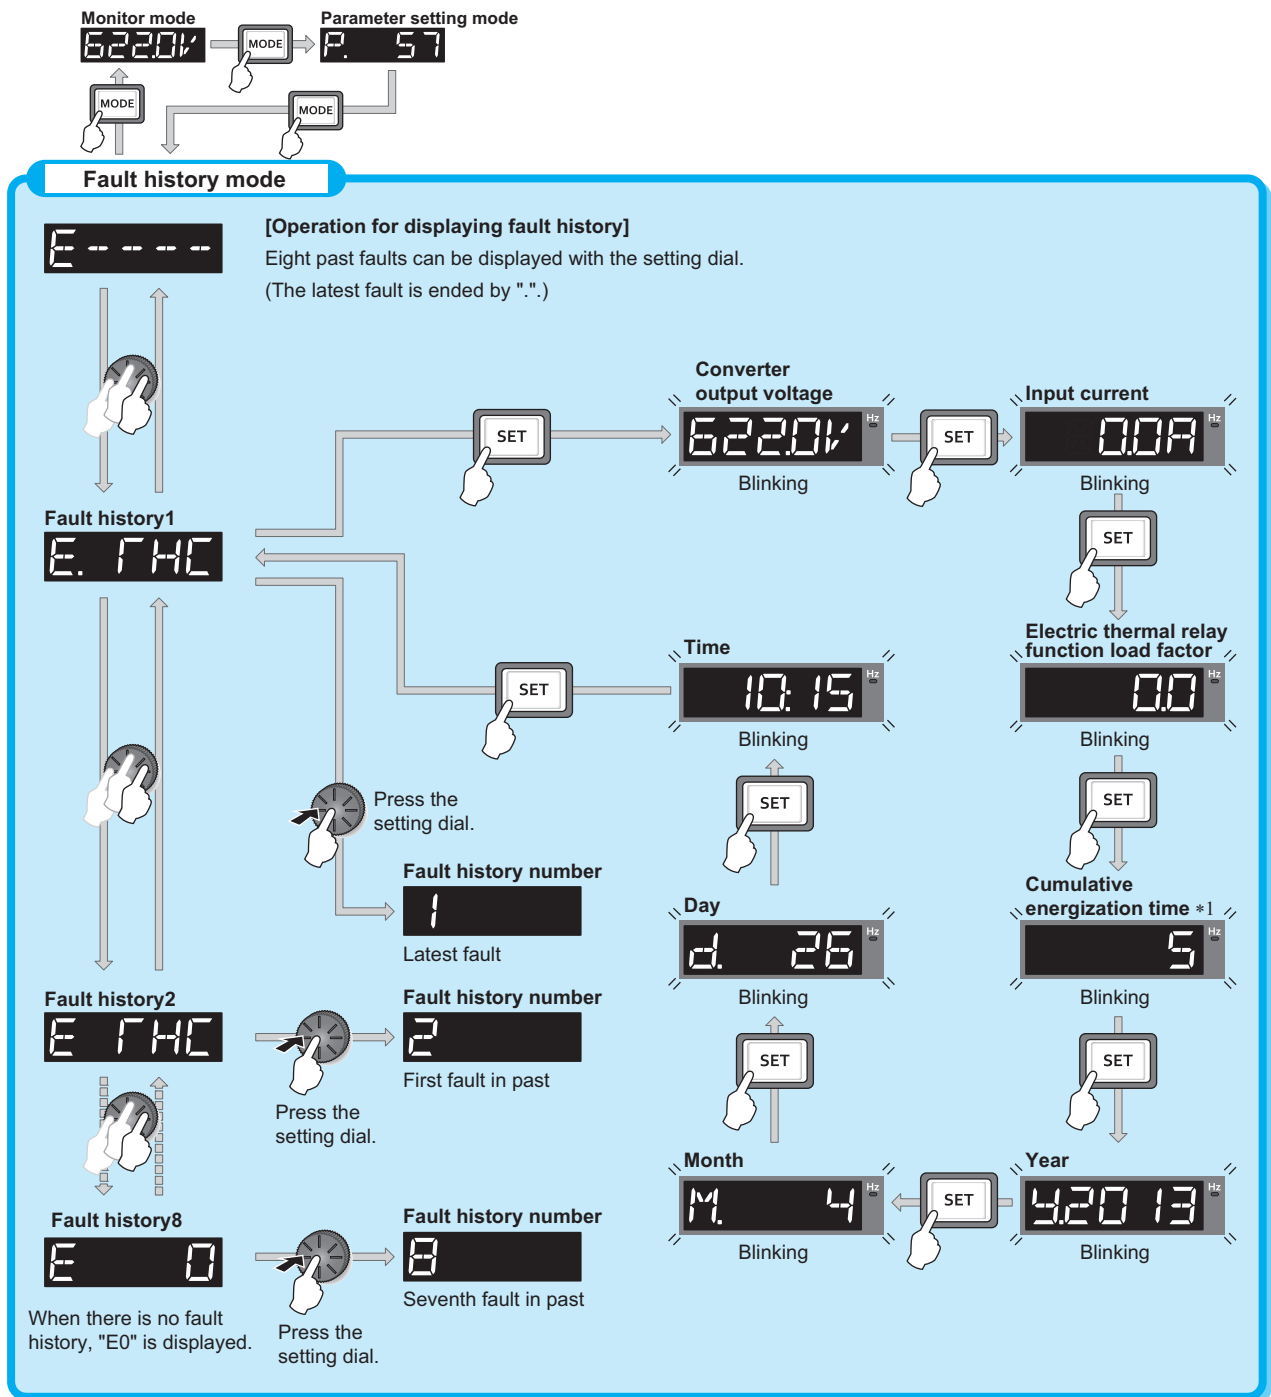 Monitor mode
Parameter setting mode
622.0V
MODE
P. 57
MODE
MODE
Fault history mode
E----
[Operation for displaying fault history]
Eight past faults can be displayed with the setting dial.
(The latest fault is ended by ".".)
Converter
output voltage
Input current
SET
622.0V
Hz
SET
0.0A
Hz
Blinking
Blinking
Fault history1
E. THC
SET
Electric thermal relay
function load factor
Time
SET
10:15
Hz
0.0
Hz
Blinking
Blinking
Press the
setting dial.
SET
SET
Fault history number
1
Latest fault
Day
Cumulative
energization time *1
d. 26
Hz
5
Hz
Blinking
Blinking
Fault history2
E THC
Fault history number
2
First fault in past
Press the
setting dial.
SET
SET
Month
Year
M. 4
Hz
SET
y.2013
Hz
Blinking
Blinking
Fault history8
E 0
Fault history number
8
Seventh fault in past
When there is no fault
history, "E0" is displayed.
Press the
setting dial.